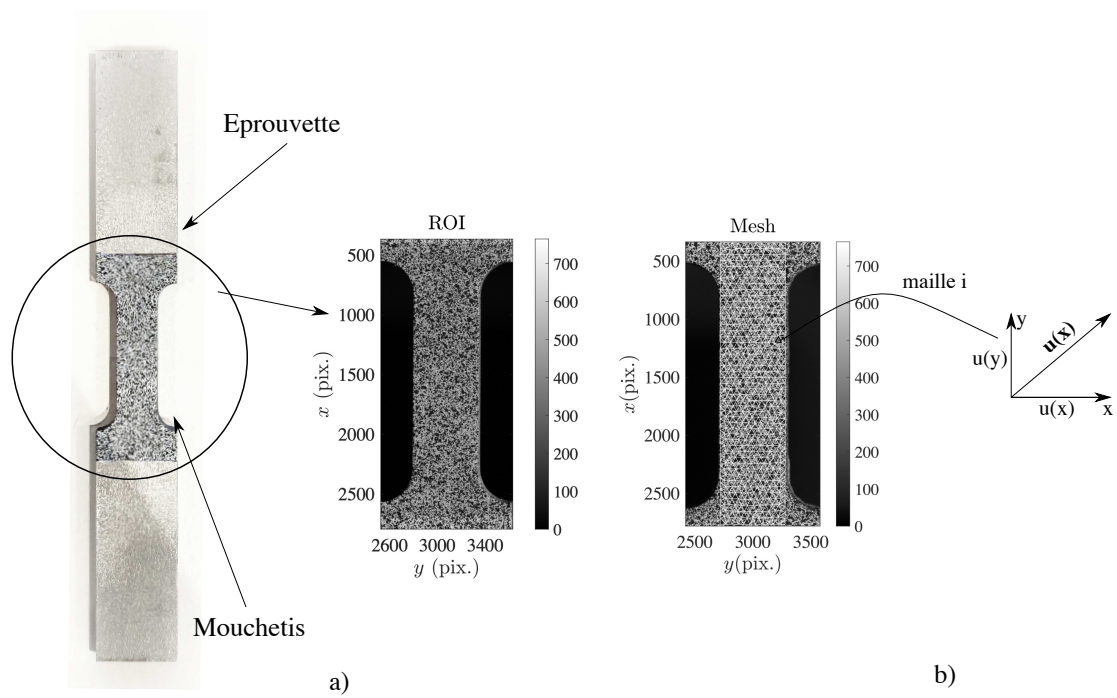 Eprouvette
ROI
500
1000
1500
2000
2500
x (pix.)
2600 3000 3400
y (pix.)
700
600
500
400
300
200
100
0
Mesh
500
1000
1500
2000
2500
x(pix.)
2500 3000 3500
y(pix.)
700
600
500
400
300
200
100
0
maille i
y
u(y)
u(x)
u(x)
x
Mouchetis
a)
b)